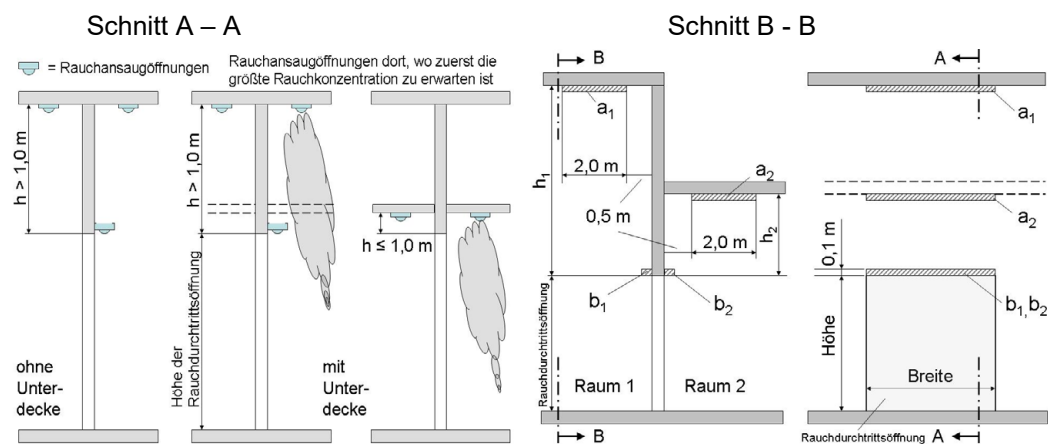 Schnitt A – A
= Rauchansaugöffnungen
Rauchansaugöffnungen dort, wo zuerst die
größte Rauchkonzentration zu erwarten ist
h > 1,0 m
h > 1,0 m
h ≤ 1,0 m
Höhe der
Rauchdurchtrittsöffnung
ohne
Unter-
decke
mit
Unter-
decke
Schnitt B - B
B
a1
h1
2,0 m
0,5 m
a2
2,0 m
h2
b1
b2
Rauchdurchtrittsöffnung
Raum 1
Raum 2
B
A
a1
a2
0,1 m
b1,b2
Höhe
Breite
Rauchdurchtrittsöffnung
A